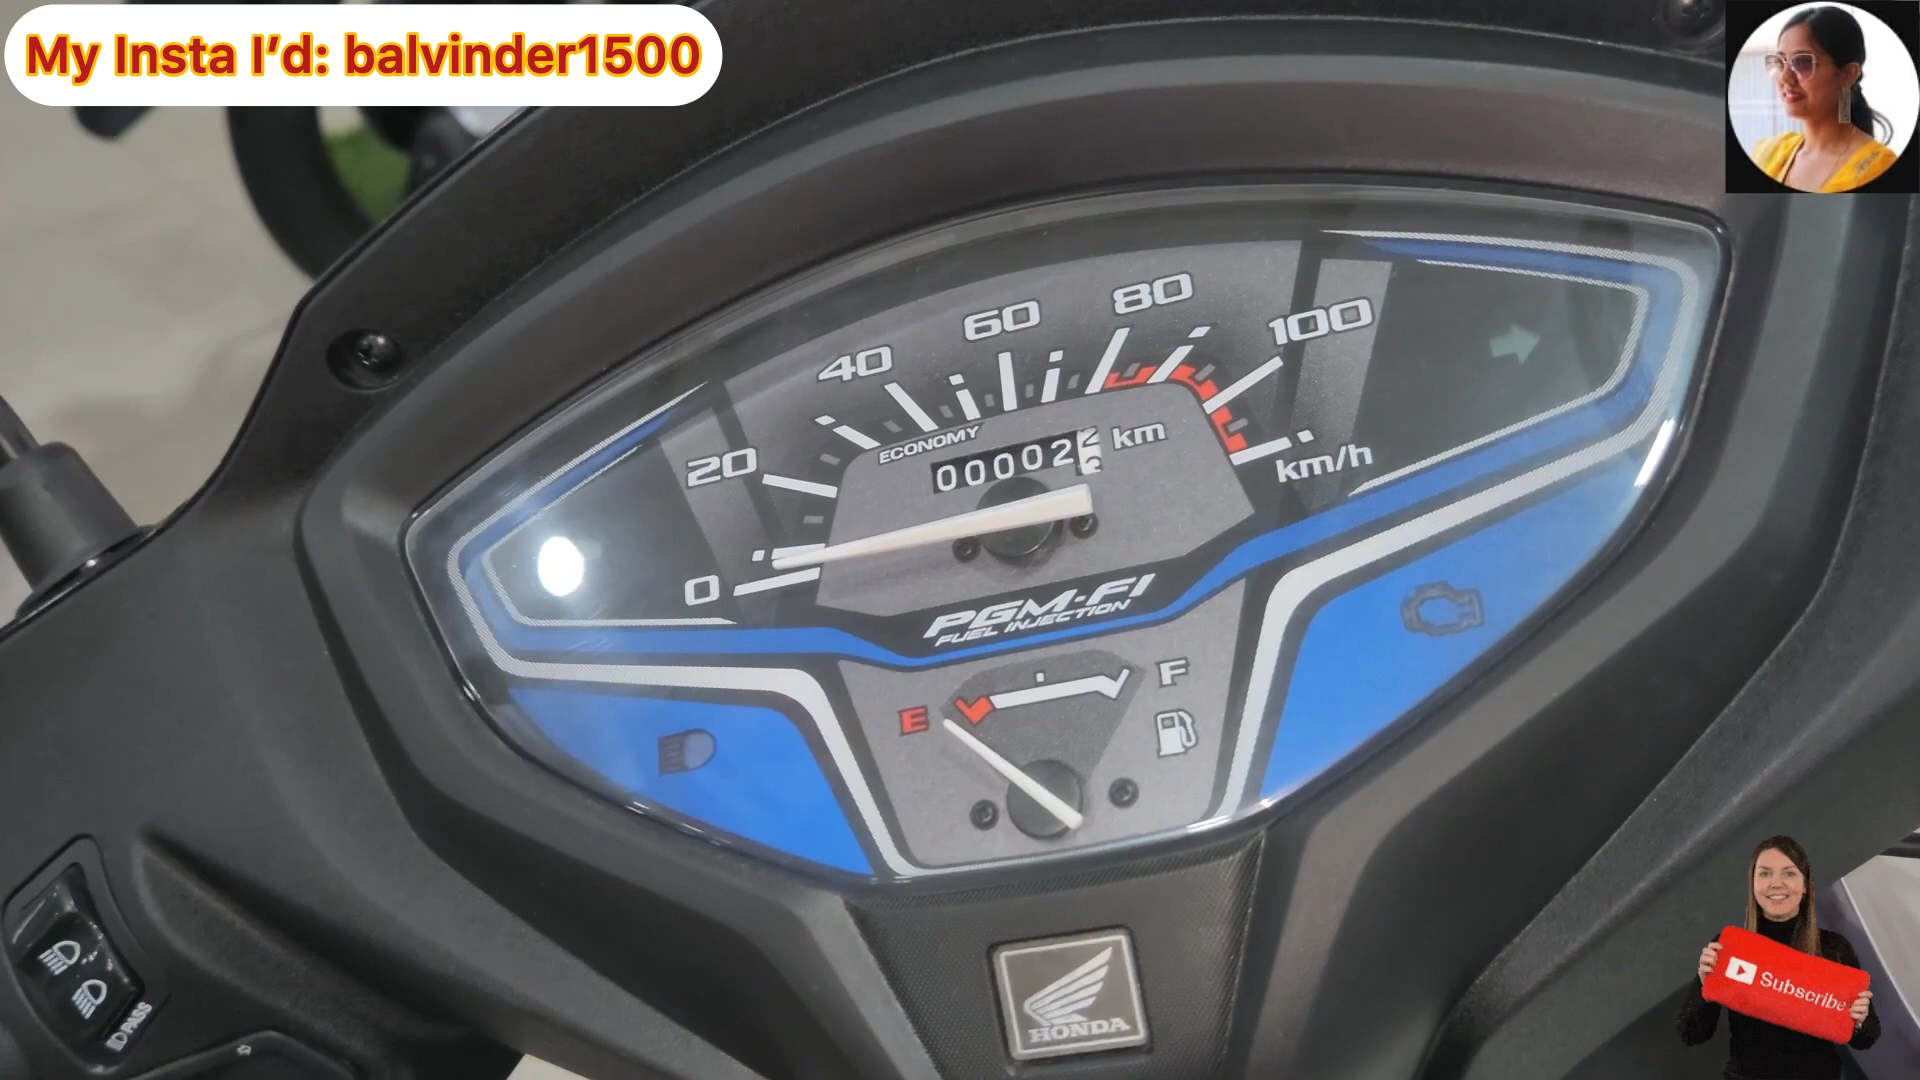 My Insta I’d: balvinder1500
80
60
100
40
ECONOMY
00002
km
20
km/h
0
PGM-FI
FUEL INJECTION
E
F
HONDA
PASS
Subscribe